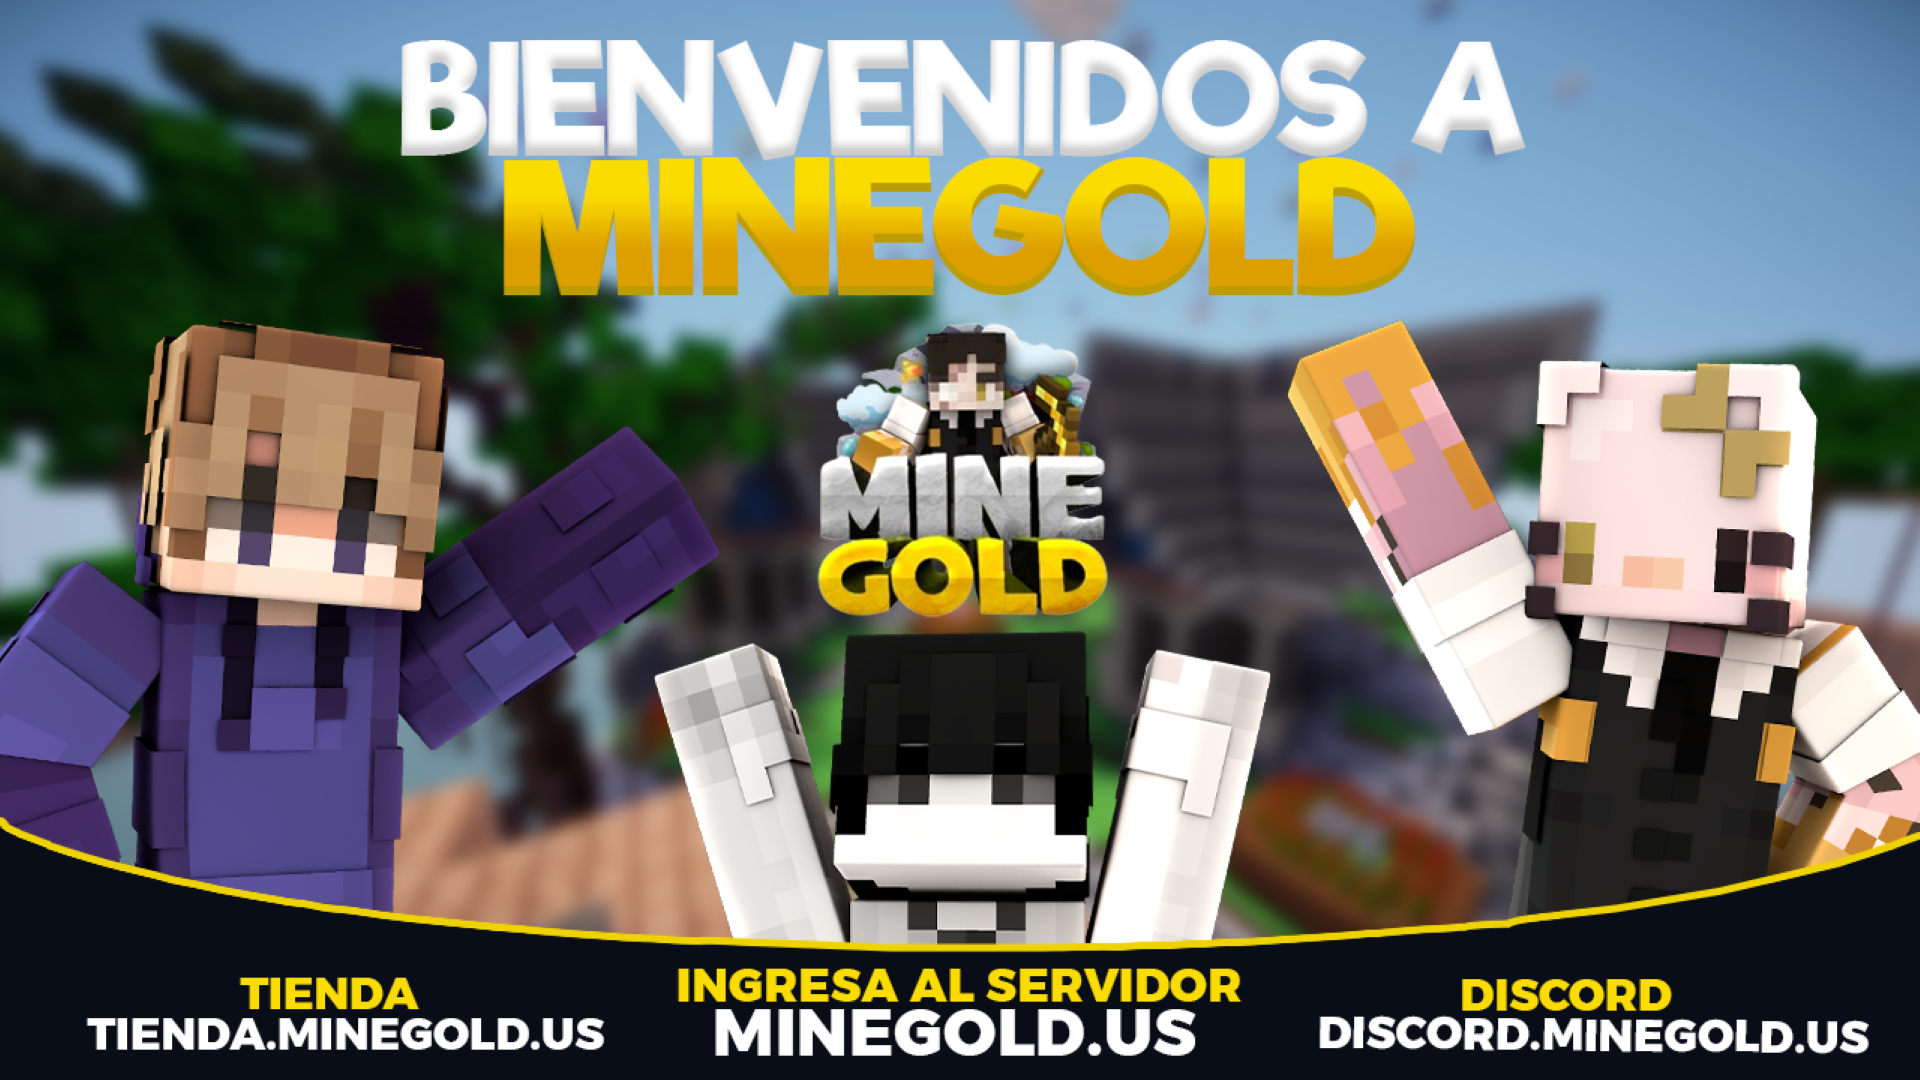 BIENVENIDOS A
MINEGOLD
MINE
GOLD
TIENDA
TIENDA.MINEGOLD.US
INGRESA AL SERVIDOR
MINEGOLD.US
DISCORD
DISCORD.MINEGOLD.US